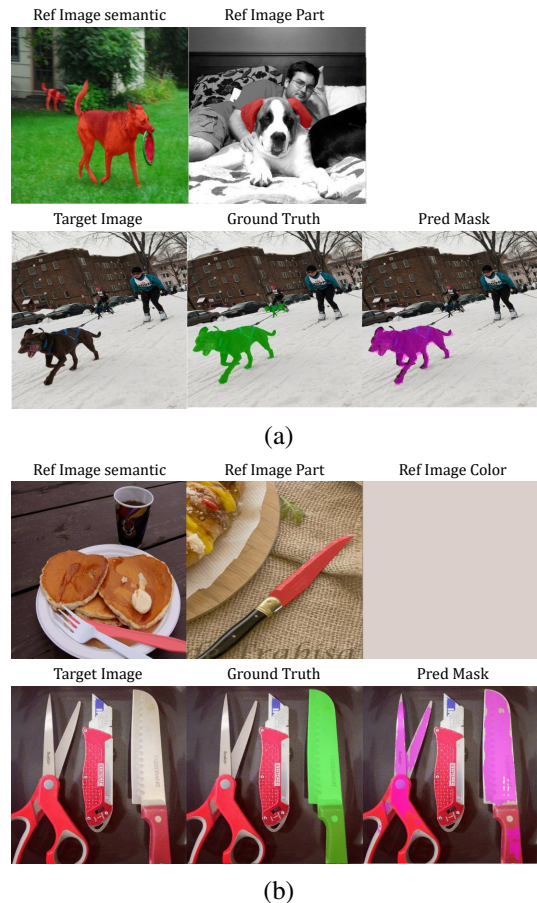 Ref Image semantic
Ref Image Part
Target Image
Ground Truth
Pred Mask
(a)
Ref Image semantic
Ref Image Part
Ref Image Color
Target Image
Ground Truth
Pred Mask
(b)